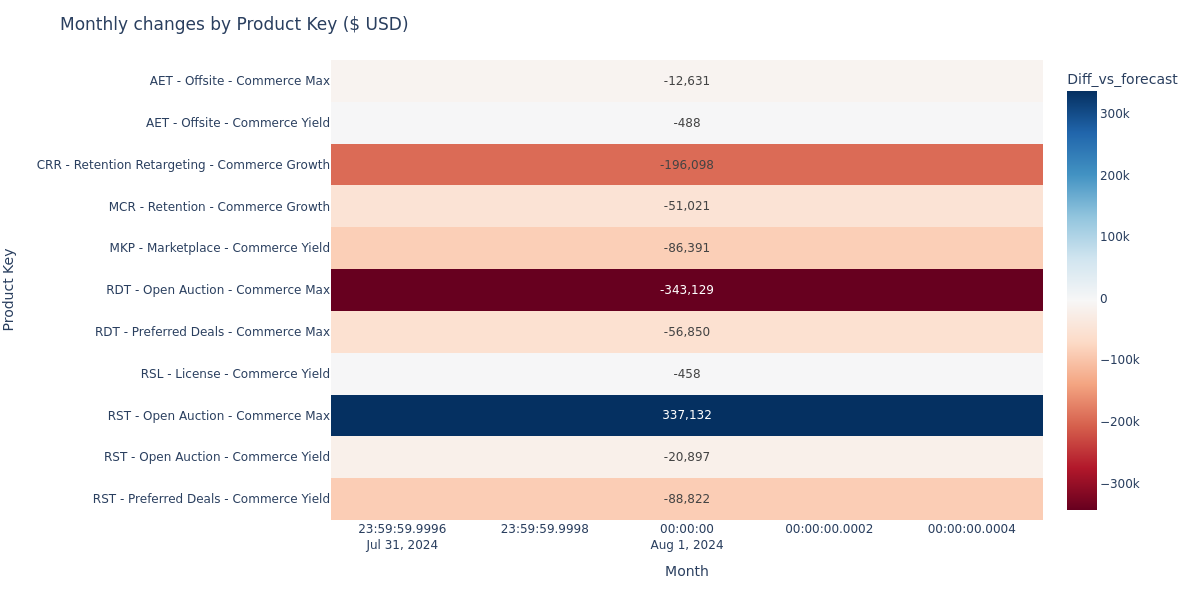 Monthly changes by Product Key ($ USD)
Diff_vs_forecast
Product Key
AET - Offsite - Commerce Max -12,631
AET - Offsite - Commerce Yield -488
CRR - Retention Retargeting - Commerce Growth -196,098
MCR - Retention - Commerce Growth -51,021
MKP - Marketplace - Commerce Yield -86,391
RDT - Open Auction - Commerce Max -343,129
RDT - Preferred Deals - Commerce Max -56,850
RSL - License - Commerce Yield -458
RST - Open Auction - Commerce Max 337,132
RST - Open Auction - Commerce Yield -20,897
RST - Preferred Deals - Commerce Yield -88,822
300k
200k
100k
0
−100k
−200k
−300k
23:59:59.9996 23:59:59.9998 00:00:00 00:00:00.0002 00:00:00.0004
Jul 31, 2024 Aug 1, 2024
Month